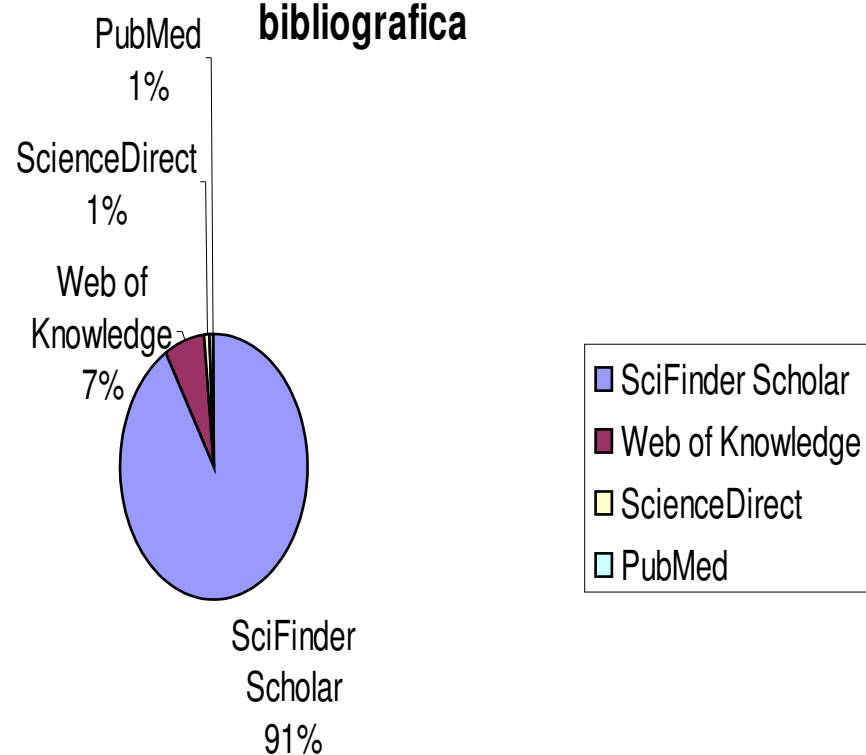 bibliografica
PubMed
1%
ScienceDirect
1%
Web of
Knowledge
7%
SciFinder
Scholar
91%
SciFinder Scholar
Web of Knowledge
ScienceDirect
PubMed